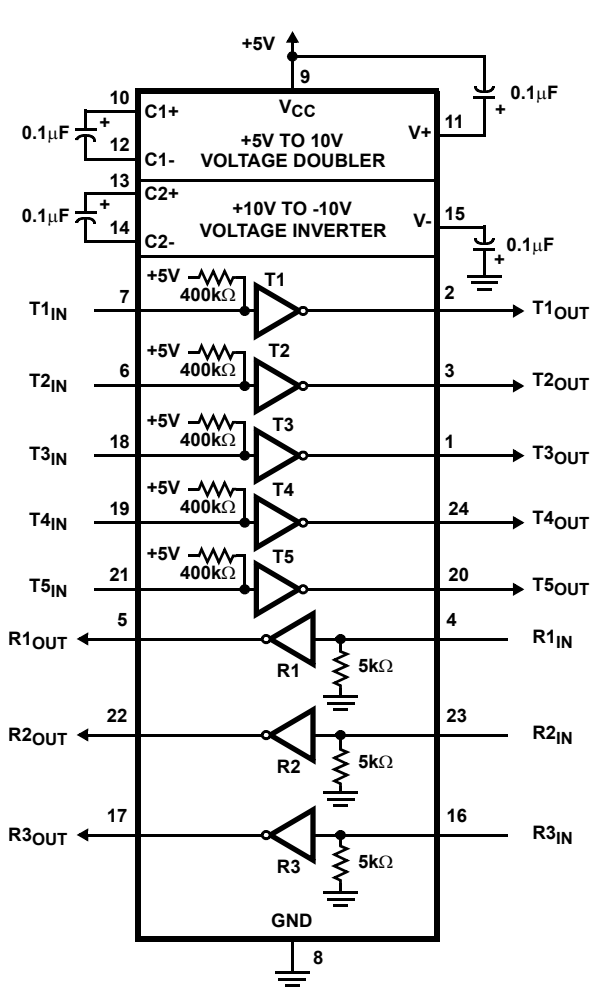 +5V
9
10
C1+
VCC
0.1μF
+
0.1μF
+
+5V TO 10V
VOLTAGE DOUBLER
V+
11
12
C1-
13
C2+
0.1μF
+
+10V TO -10V
VOLTAGE INVERTER
V-
15
14
C2-
0.1μF
+
+5V
400kΩ
T1
T1IN
7
2
T1OUT
+5V
400kΩ
T2
T2IN
6
3
T2OUT
+5V
400kΩ
T3
T3IN
18
1
T3OUT
+5V
400kΩ
T4
T4IN
19
24
T4OUT
+5V
400kΩ
T5
T5IN
21
20
T5OUT
R1OUT
5
4
R1IN
R1
5kΩ
R2OUT
22
23
R2IN
R2
5kΩ
R3OUT
17
16
R3IN
R3
5kΩ
GND
8